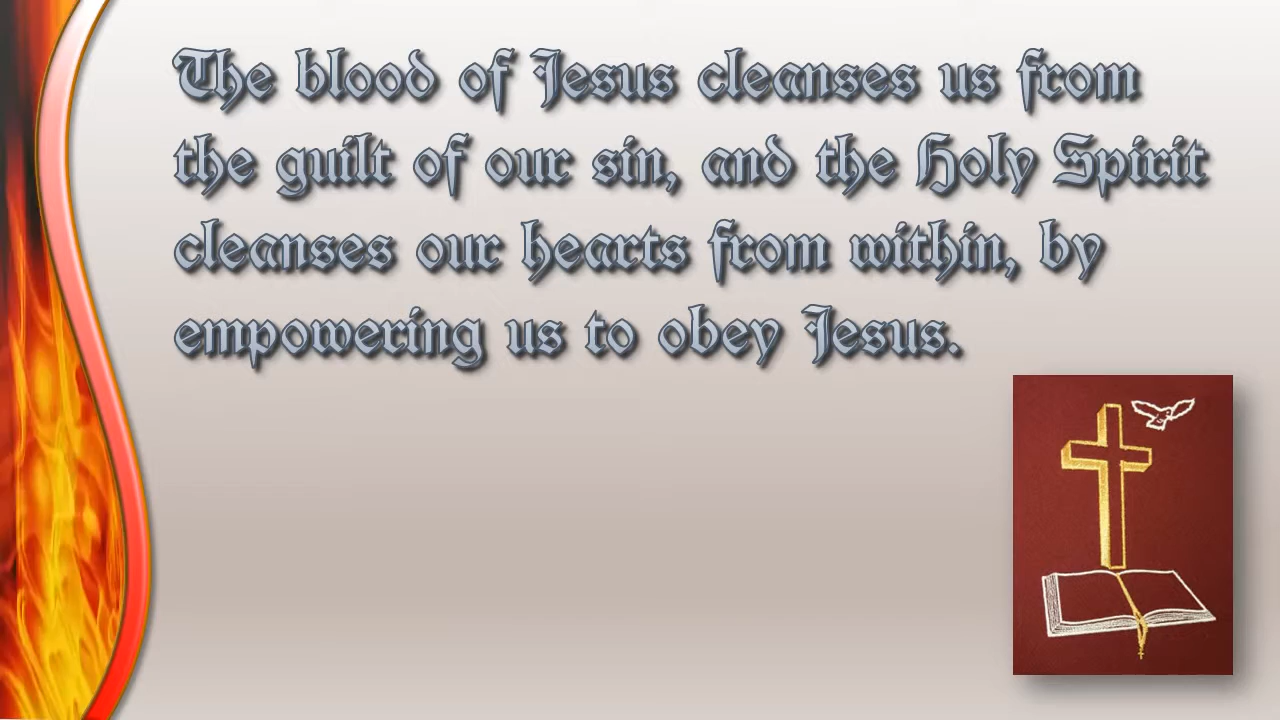 The blood of Jesus cleanses us from
the guilt of our sin, and the Holy Spirit
cleanses our hearts from within, by
empowering us to obey Jesus.